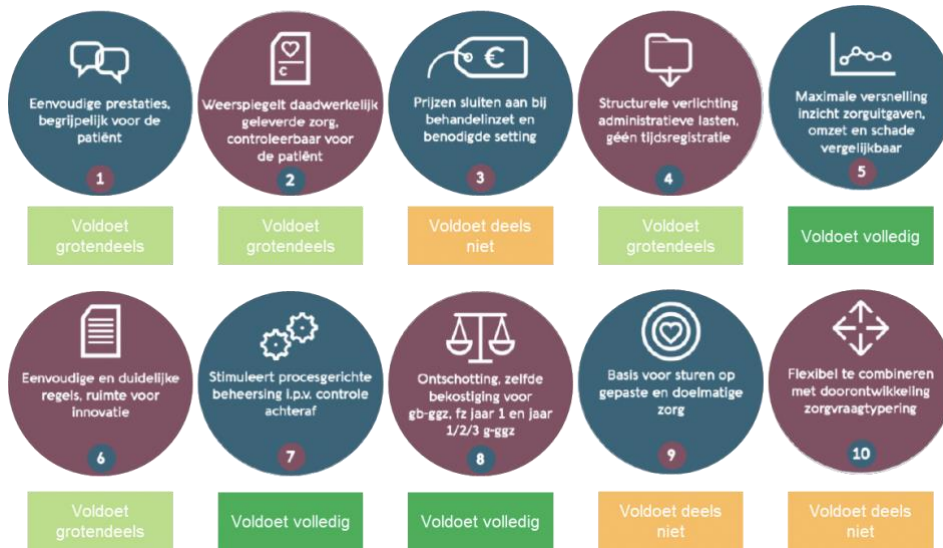 Eenvoudige prestaties,
begrijpelijk voor de
patiënt
1
Voldoet
grotendeels
€
Weerspiegelt daadwerkelijk
geleverde zorg,
controleerbaar voor
de patiënt
2
Voldoet
grotendeels
€
Prijzen sluiten aan bij
behandelinzet en
benodigde setting
3
Voldoet deels
niet
Structurele verlichting
administratieve lasten,
géén tijdsregistratie
4
Voldoet
grotendeels
Maximale versnelling
inzicht zorguitgaven,
omzet en schade
vergelijkbaar
5
Voldoet volledig
Eenvoudige en duidelijke
regels, ruimte voor
innovatie
6
Voldoet
grotendeels
Stimuleert procesgerichte
beheersing i.p.v. controle
achteraf
7
Voldoet volledig
Ontschotting, zelfde
bekostiging voor
gb-ggz, fz jaar 1 en jaar
1/2/3 g-ggz
8
Voldoet volledig
Basis voor sturen op
gepaste en doelmatige
zorg
9
Voldoet deels
niet
Flexibel te combineren
met doorontwikkeling
zorgvraagtypering
10
Voldoet deels
niet